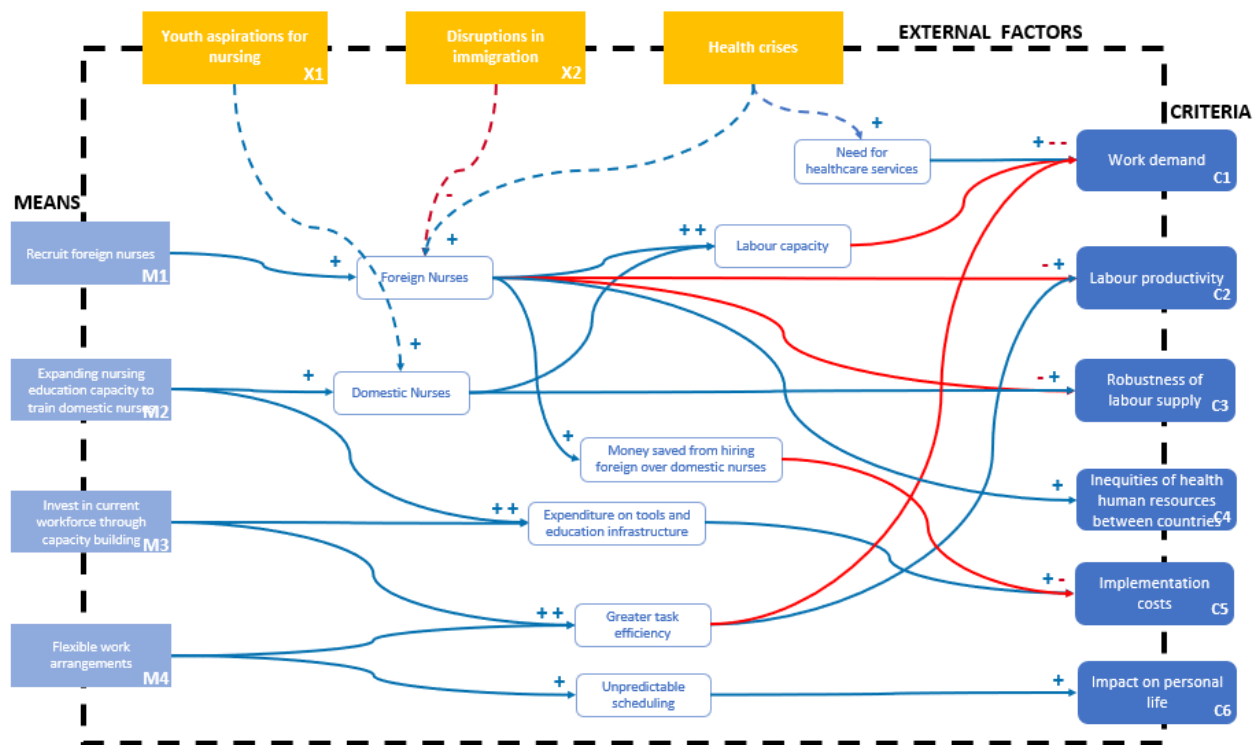 EXTERNAL FACTORS
Youth aspirations for
nursing
X1
Disruptions in
immigration
X2
Health crises
CRITERIA
MEANS
+
+ - -
Need for
healthcare services
Work demand
C1
Recruit foreign nurses
M1
+
-
+
Foreign Nurses
+ +
Labour capacity
- +
Labour productivity
C2
Expanding nursing
education capacity to
train domestic nurses
M2
+
+
Domestic Nurses
- +
Robustness of
labour supply
C3
+
Money saved from hiring
foreign over domestic nurses
+
Inequities of health
human resources
between countries
C4
Invest in current
workforce through
capacity building
M3
+ +
Expenditure on tools and
education infrastructure
+ -
Implementation
costs
C5
+ +
Greater task
efficiency
Flexible work
arrangements
M4
+
Unpredictable
scheduling
+
Impact on personal
life
C6